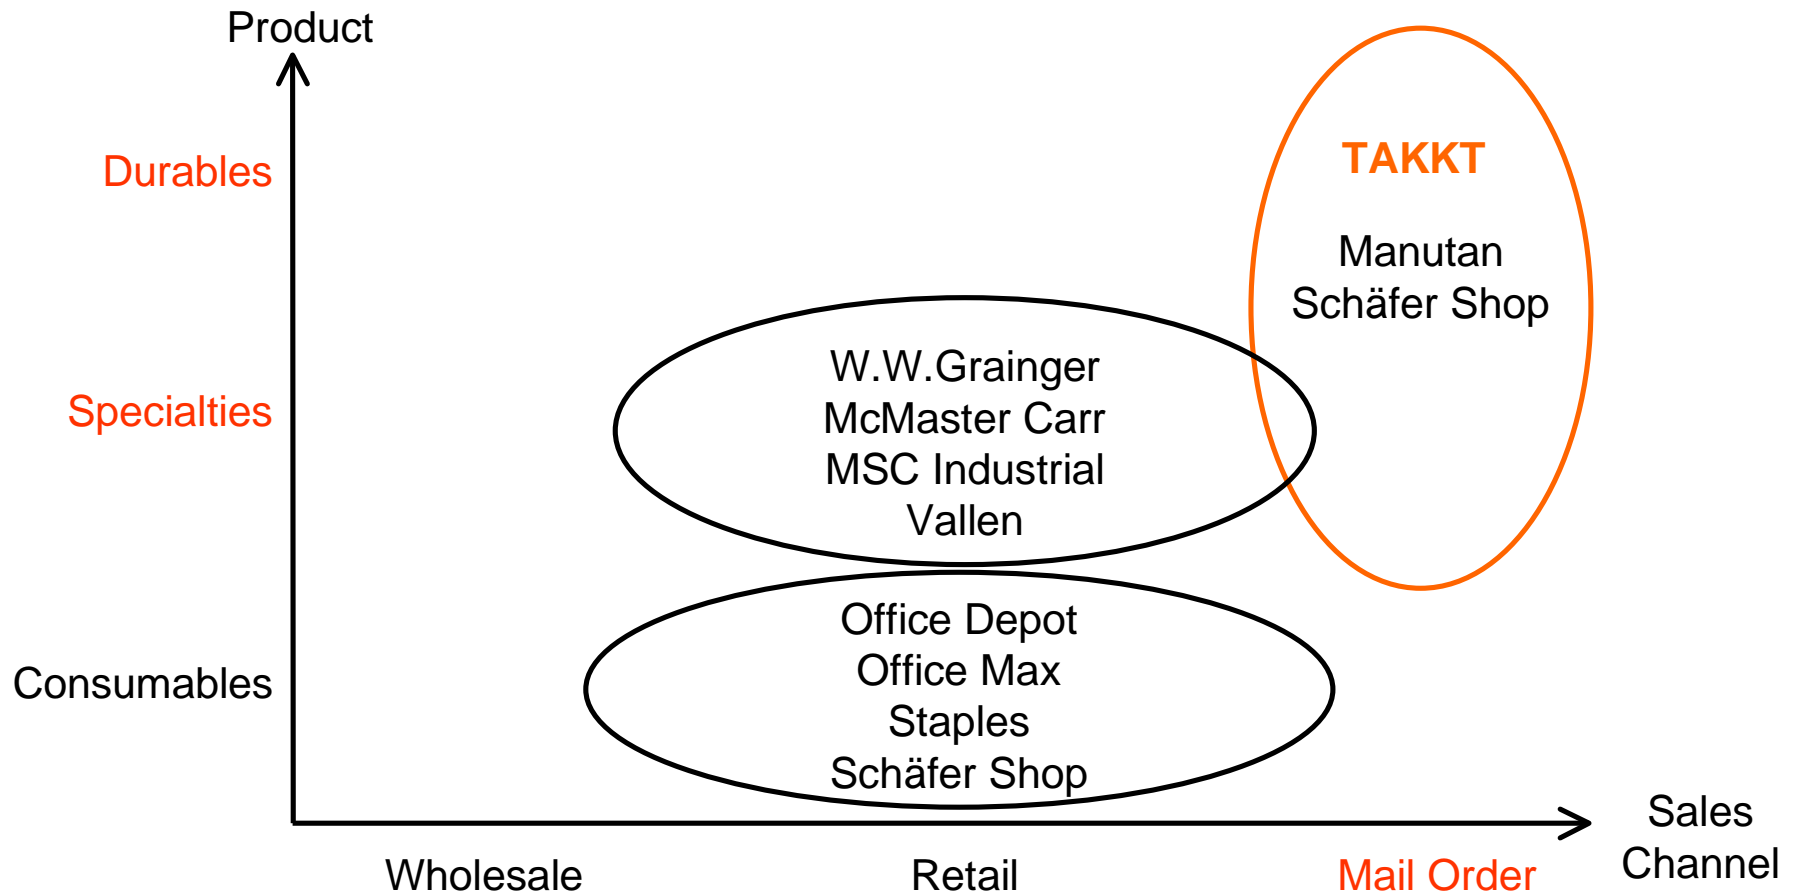 Product
Durables
TAKKT
Manutan
Schäfer Shop
W.W.Grainger
McMaster Carr
Specialties
MSC Industrial
Vallen
Office Depot
Office Max
Consumables
Staples
Schäfer Shop
Sales
Channel
Wholesale
Retail
Mail Order